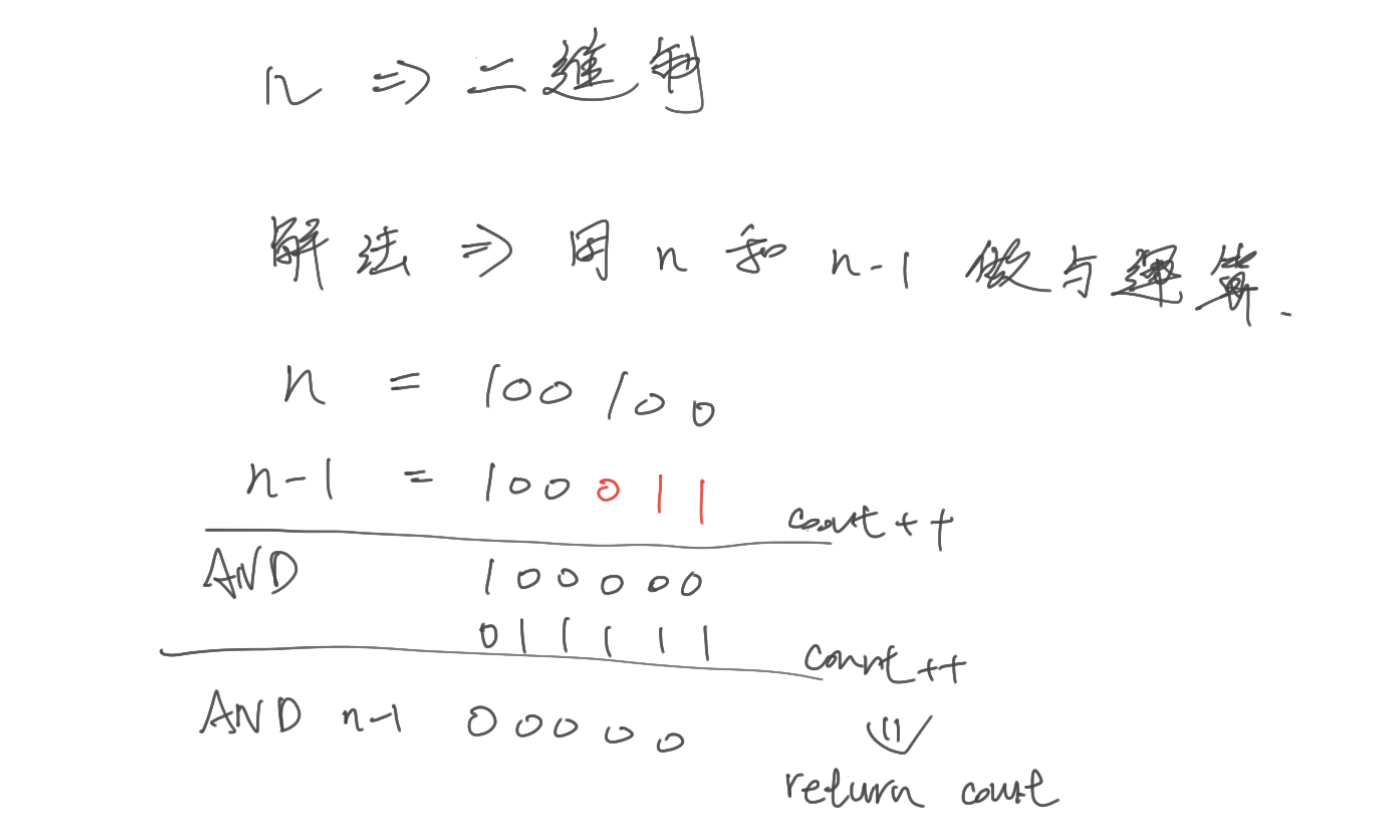 n => 二進制
解法 => 用 n 和 n-1 做与運算.
n = 100100
n-1 = 100011
count++
AND 100000
011111
count++
AND n-1 00000
return count